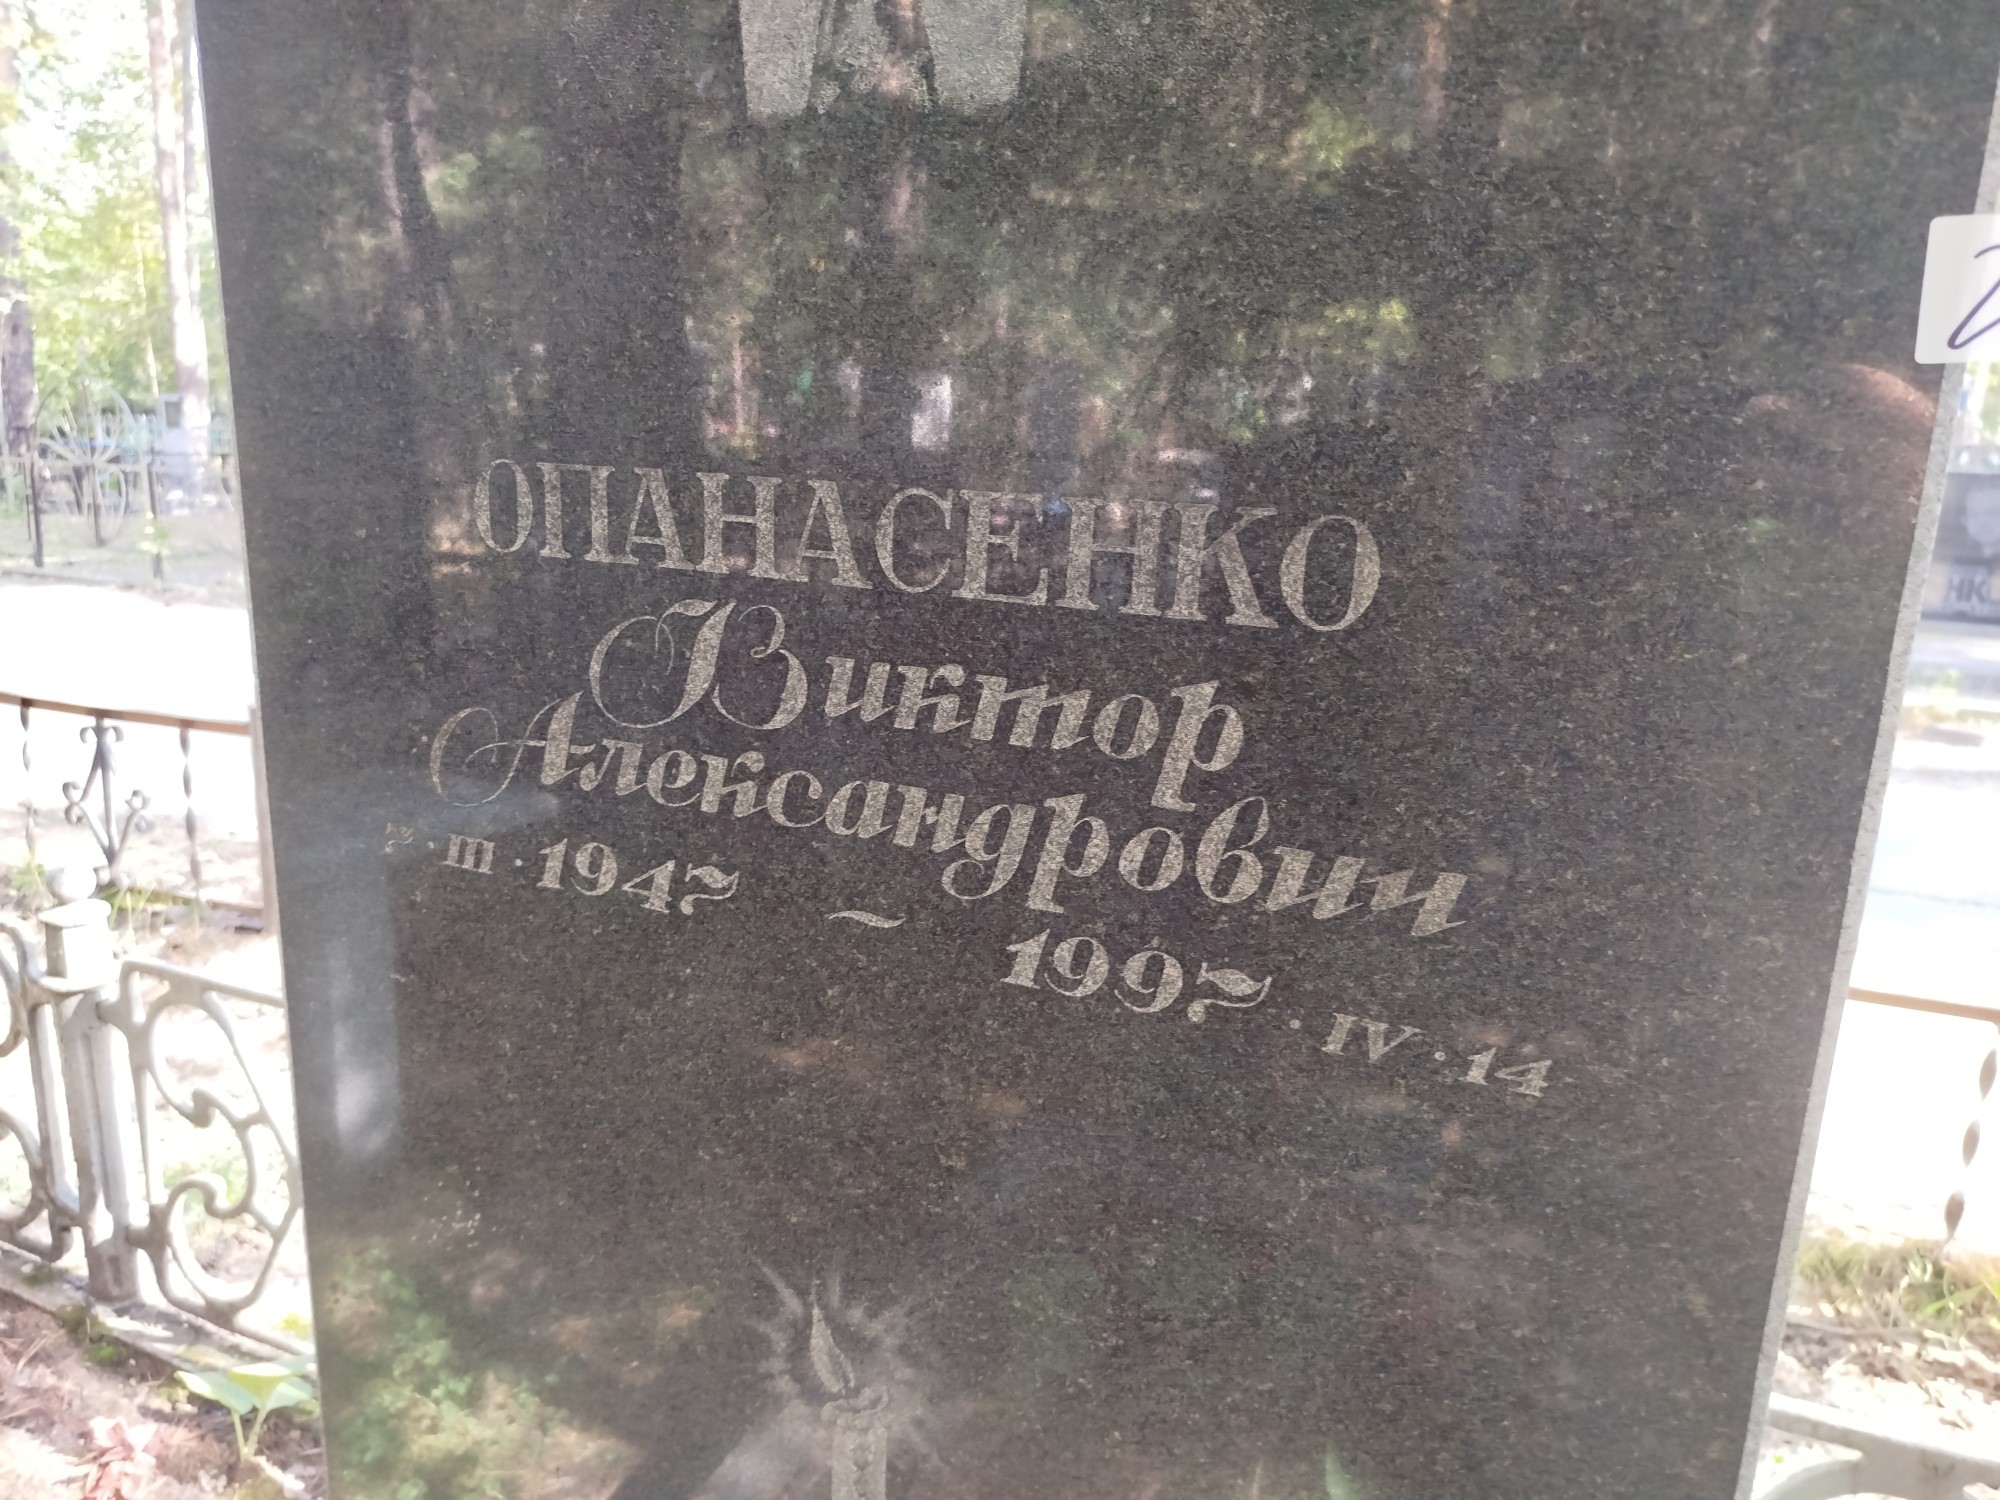 ОПАНАСЕНКО
Виктор
Александрович
7 · III · 1947 ~ 1997 · IV · 14